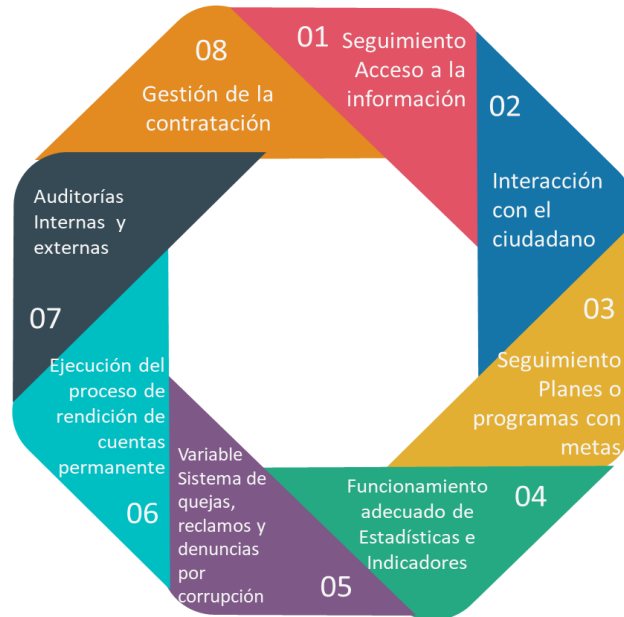 01
Seguimiento
Acceso a la
información
02
Interacción
con el
ciudadano
03
Seguimiento
Planes o
programas con
metas
04
Funcionamiento
adecuado de
Estadísticas e
Indicadores
05
Variable
Sistema de
quejas,
reclamos y
denuncias
por
corrupción
06
Ejecución del
proceso de
rendición de
cuentas
permanente
07
Auditorías
Internas y
externas
08
Gestión de la
contratación